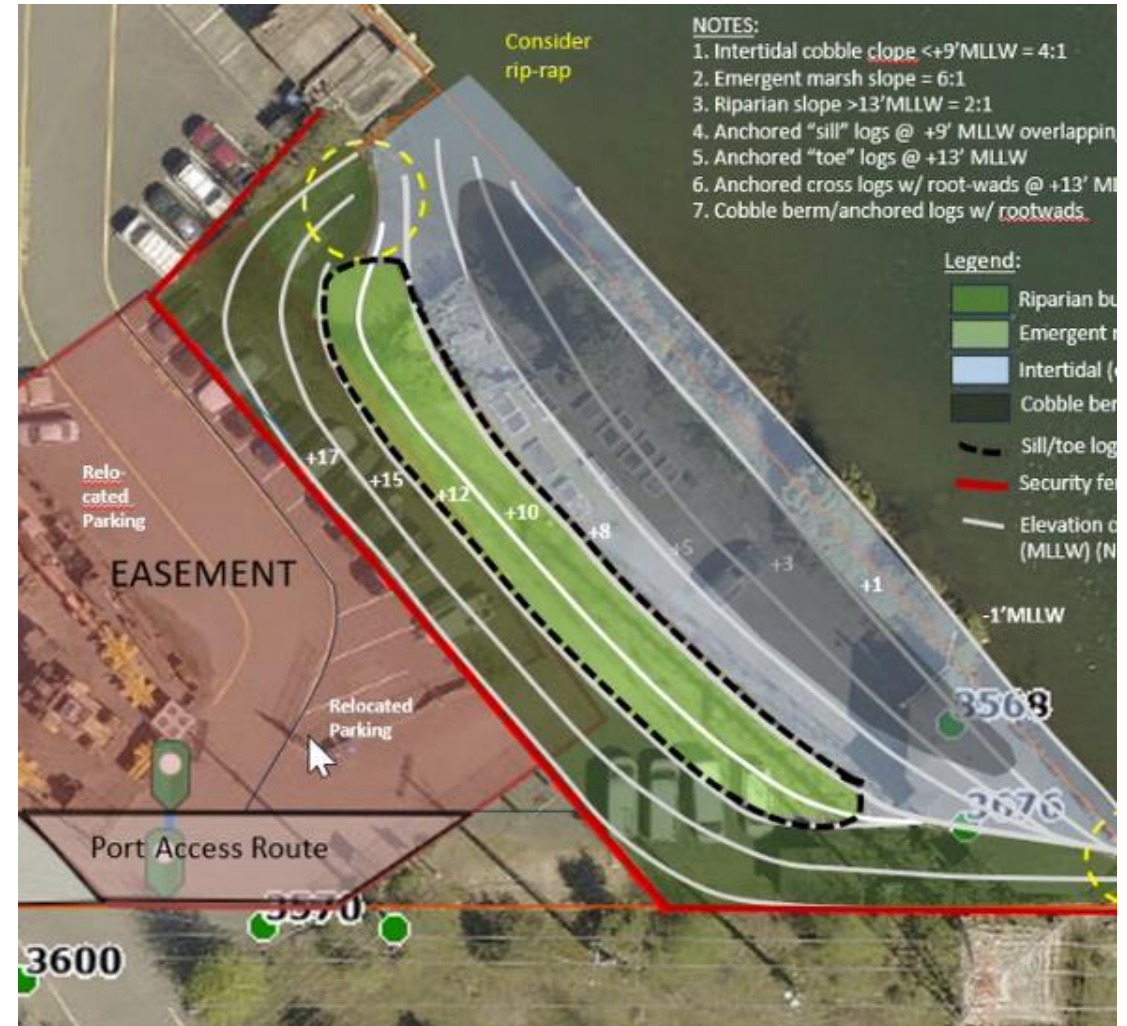 Consider
rip-rap
NOTES:
1. Intertidal cobble clope <+9'MLLW = 4:1
2. Emergent marsh slope = 6:1
3. Riparian slope >13'MLLW = 2:1
4. Anchored “sill” logs @ +9' MLLW overlappin
5. Anchored “toe” logs @ +13' MLLW
6. Anchored cross logs w/ root-wads @ +13' ML
7. Cobble berm/anchored logs w/ rootwads
Legend:
Riparian bu
Emergent
Intertidal (
Cobble ber
Sill/toe log
Security fe
Elevation
(MLLW) (N
+17
+15
+12
+10
+8
+5
+3
+1
-1'MLLW
Relo-
cated
Parking
EASEMENT
Relocated
Parking
Port Access Route
3568
3676
3570
3600